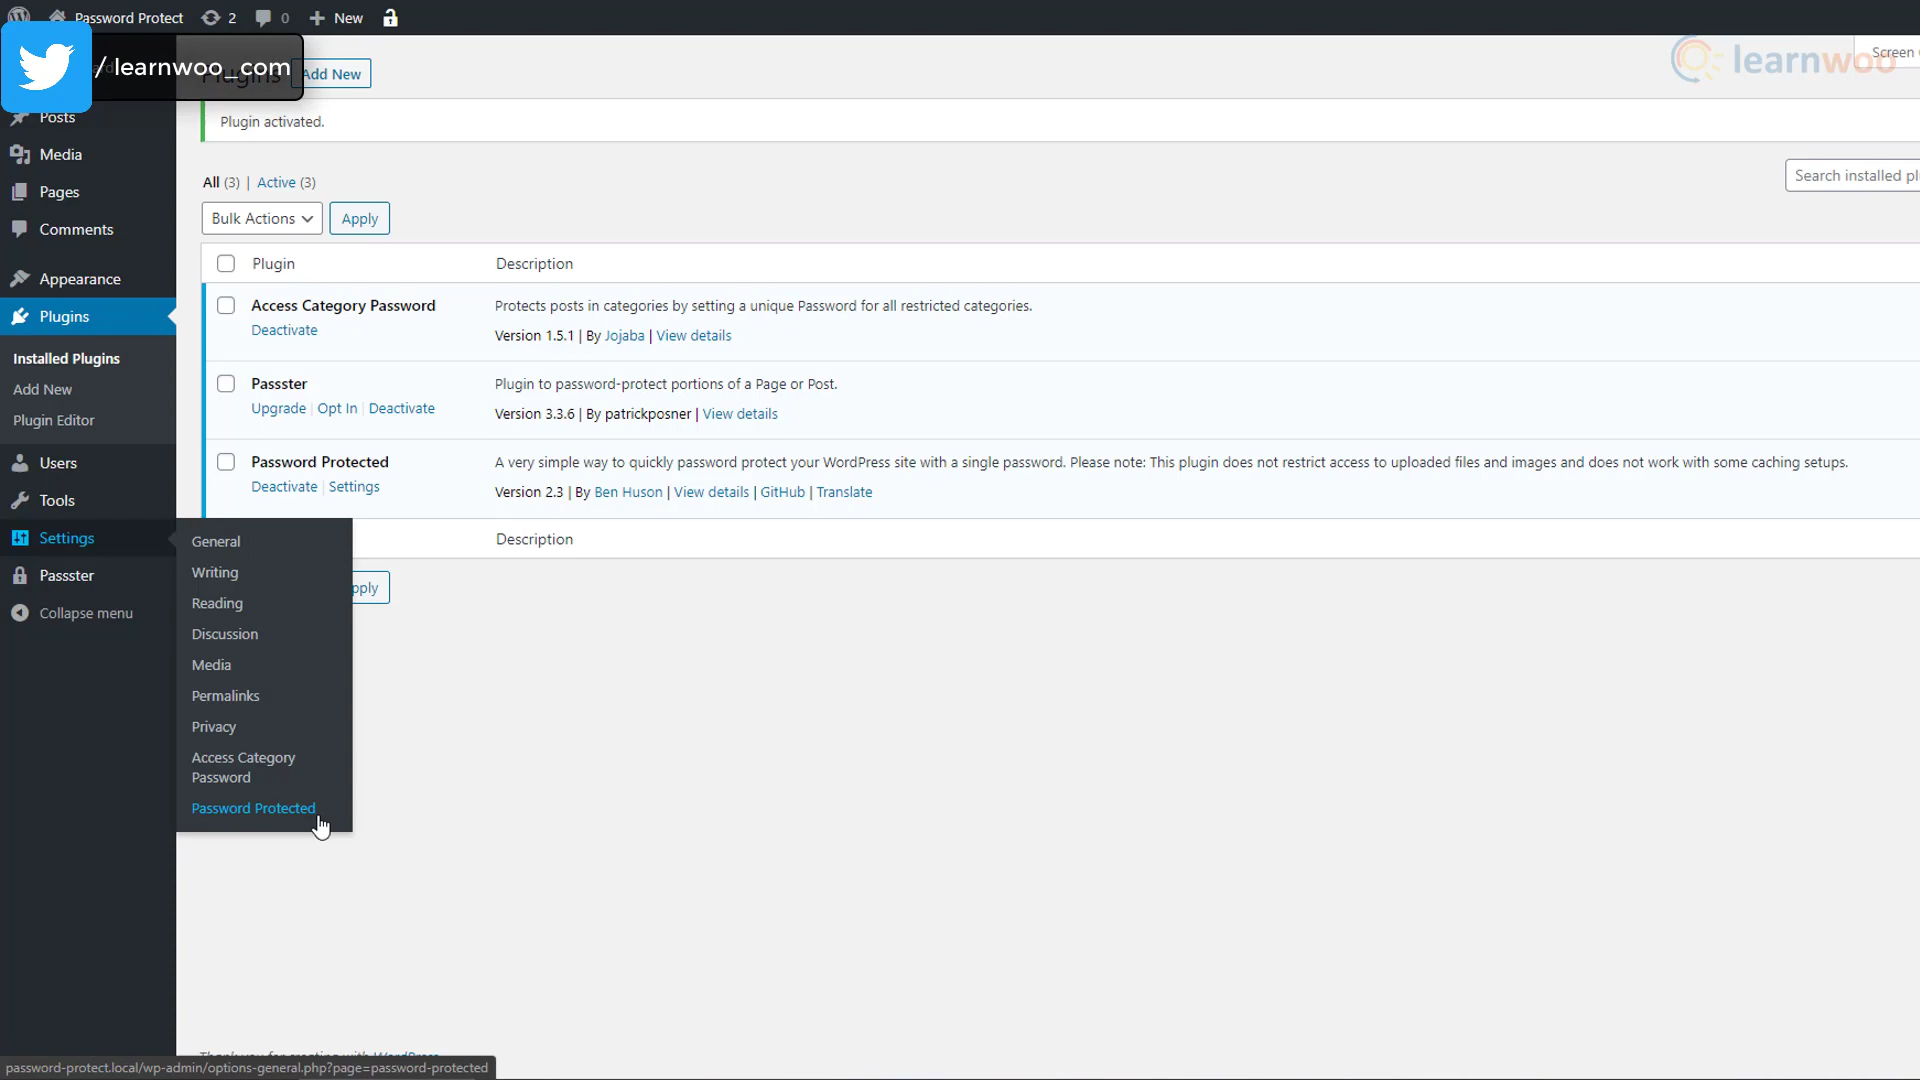 Password Protect 2 0 New
/ learnwoo_com
Plugins Add New
learnwoo
Screen
Posts
Media
Pages
Comments
Appearance
Plugins
Installed Plugins
Add New
Plugin Editor
Users
Tools
Settings
Passster
Collapse menu
Plugin activated.
All (3) | Active (3)
Search installed pl
Bulk Actions Apply
Plugin Description
Access Category Password Protects posts in categories by setting a unique Password for all restricted categories.
Deactivate Version 1.5.1 | By Jojaba | View details
Passster Plugin to password-protect portions of a Page or Post.
Upgrade | Opt In | Deactivate Version 3.3.6 | By patrickposner | View details
Password Protected A very simple way to quickly password protect your WordPress site with a single password. Please note: This plugin does not restrict access to uploaded files and images and does not work with some caching setups.
Deactivate | Settings Version 2.3 | By Ben Huson | View details | GitHub | Translate
Description
pply
General
Writing
Reading
Discussion
Media
Permalinks
Privacy
Access Category
Password
Password Protected
Thank you for creating with WordPress
password-protect.local/wp-admin/options-general.php?page=password-protected